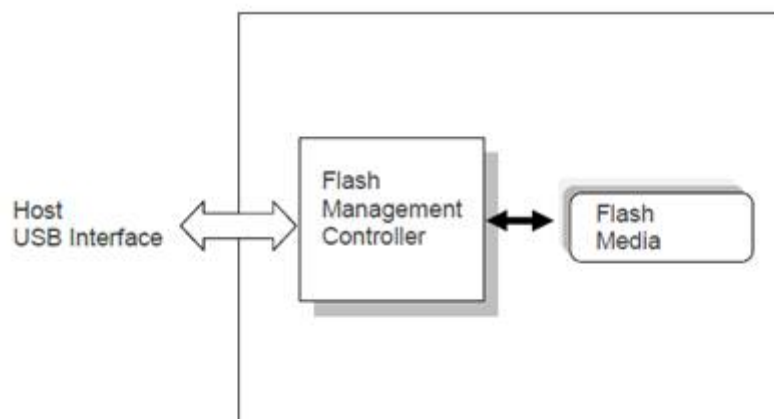 Host
USB Interface
Flash
Management
Controller
Flash
Media